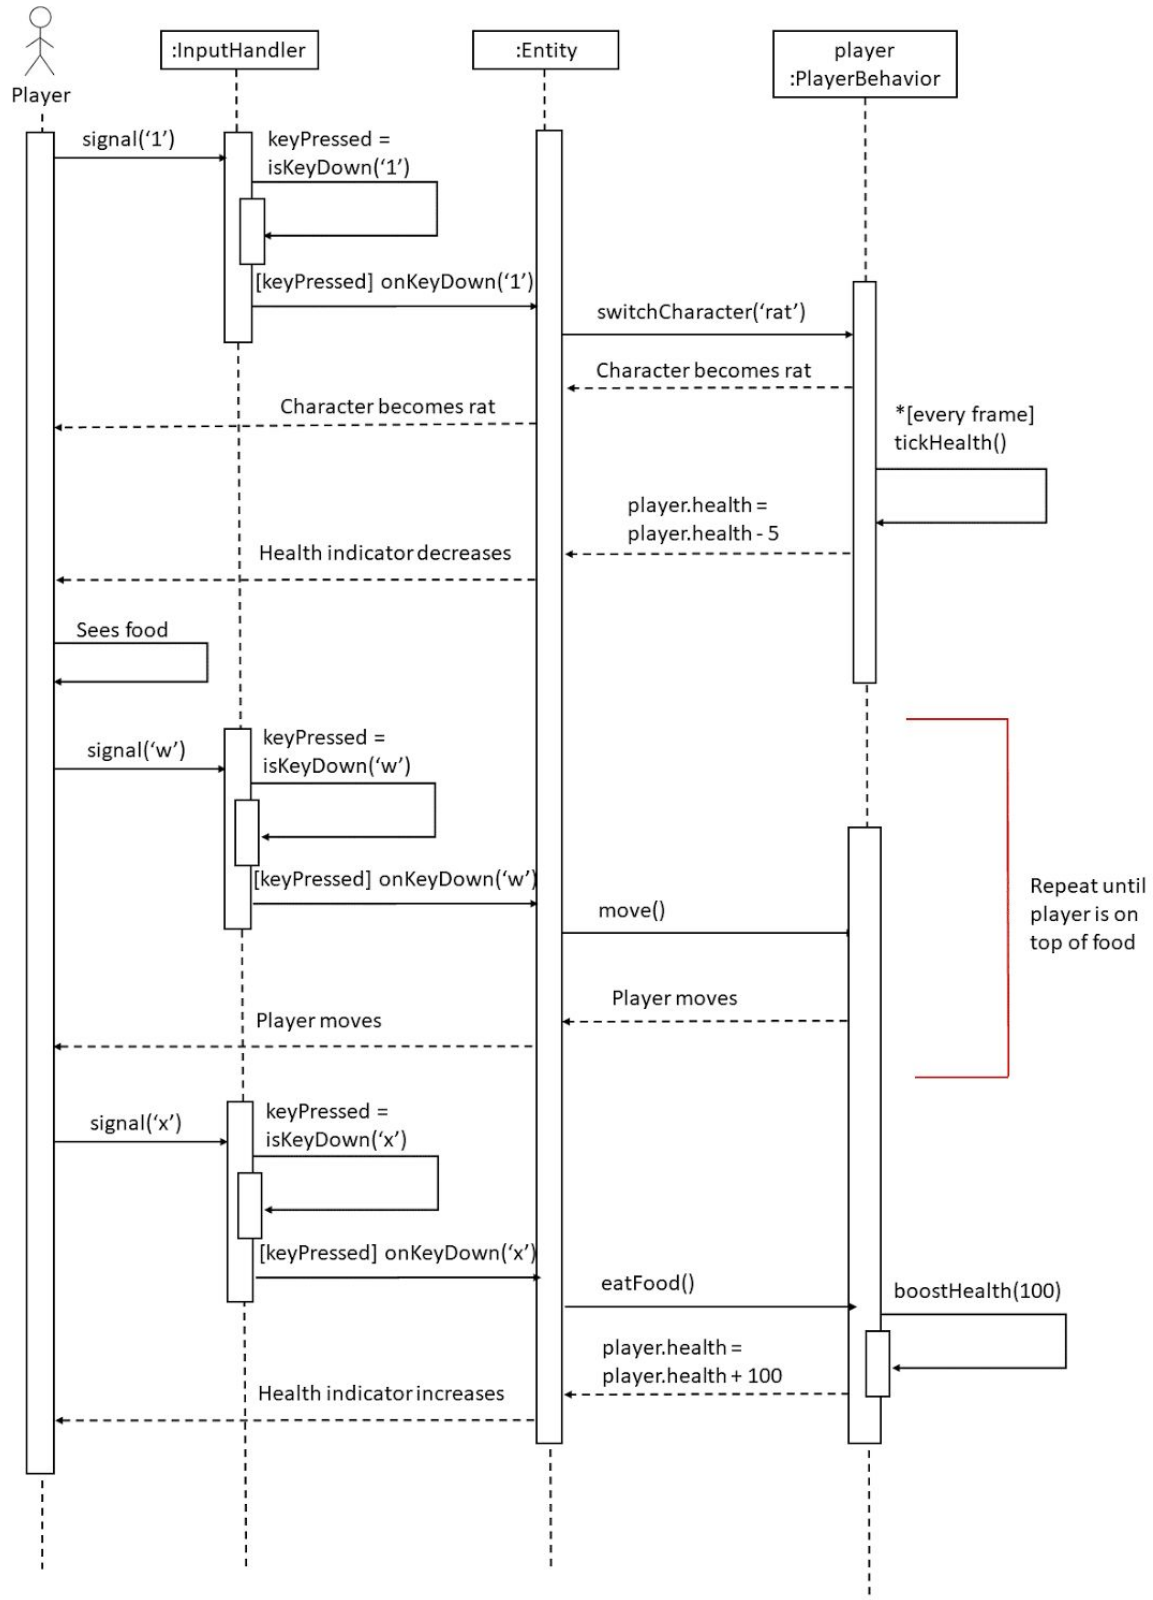 Player
:InputHandler
:Entity
player
:PlayerBehavior
signal(‘1’)
keyPressed =
isKeyDown(‘1’)
[keyPressed] onKeyDown(‘1’)
switchCharacter(‘rat’)
Character becomes rat
Character becomes rat
*[every frame]
tickHealth()
player.health =
player.health - 5
Health indicator decreases
Sees food
signal(‘w’)
keyPressed =
isKeyDown(‘w’)
[keyPressed] onKeyDown(‘w’)
move()
Repeat until
player is on
top of food
Player moves
Player moves
signal(‘x’)
keyPressed =
isKeyDown(‘x’)
[keyPressed] onKeyDown(‘x’)
eatFood()
boostHealth(100)
player.health =
player.health + 100
Health indicator increases